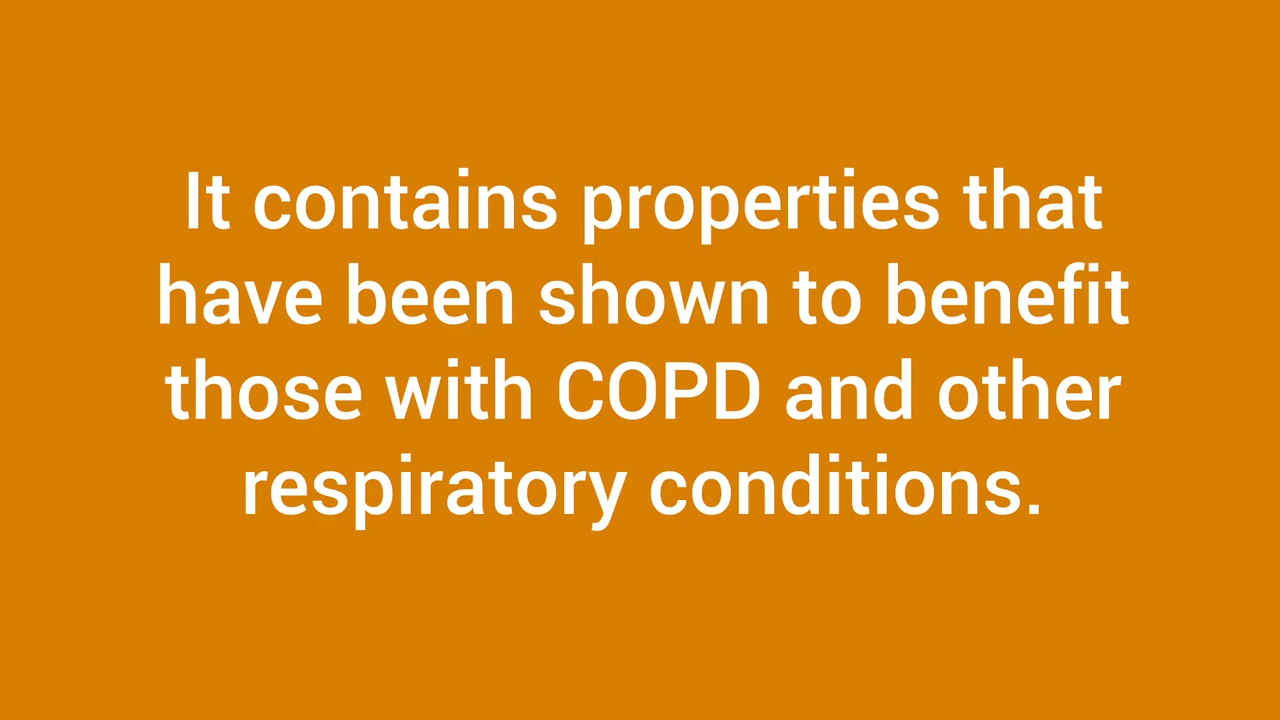 It contains properties that
have been shown to benefit
those with COPD and other
respiratory conditions.